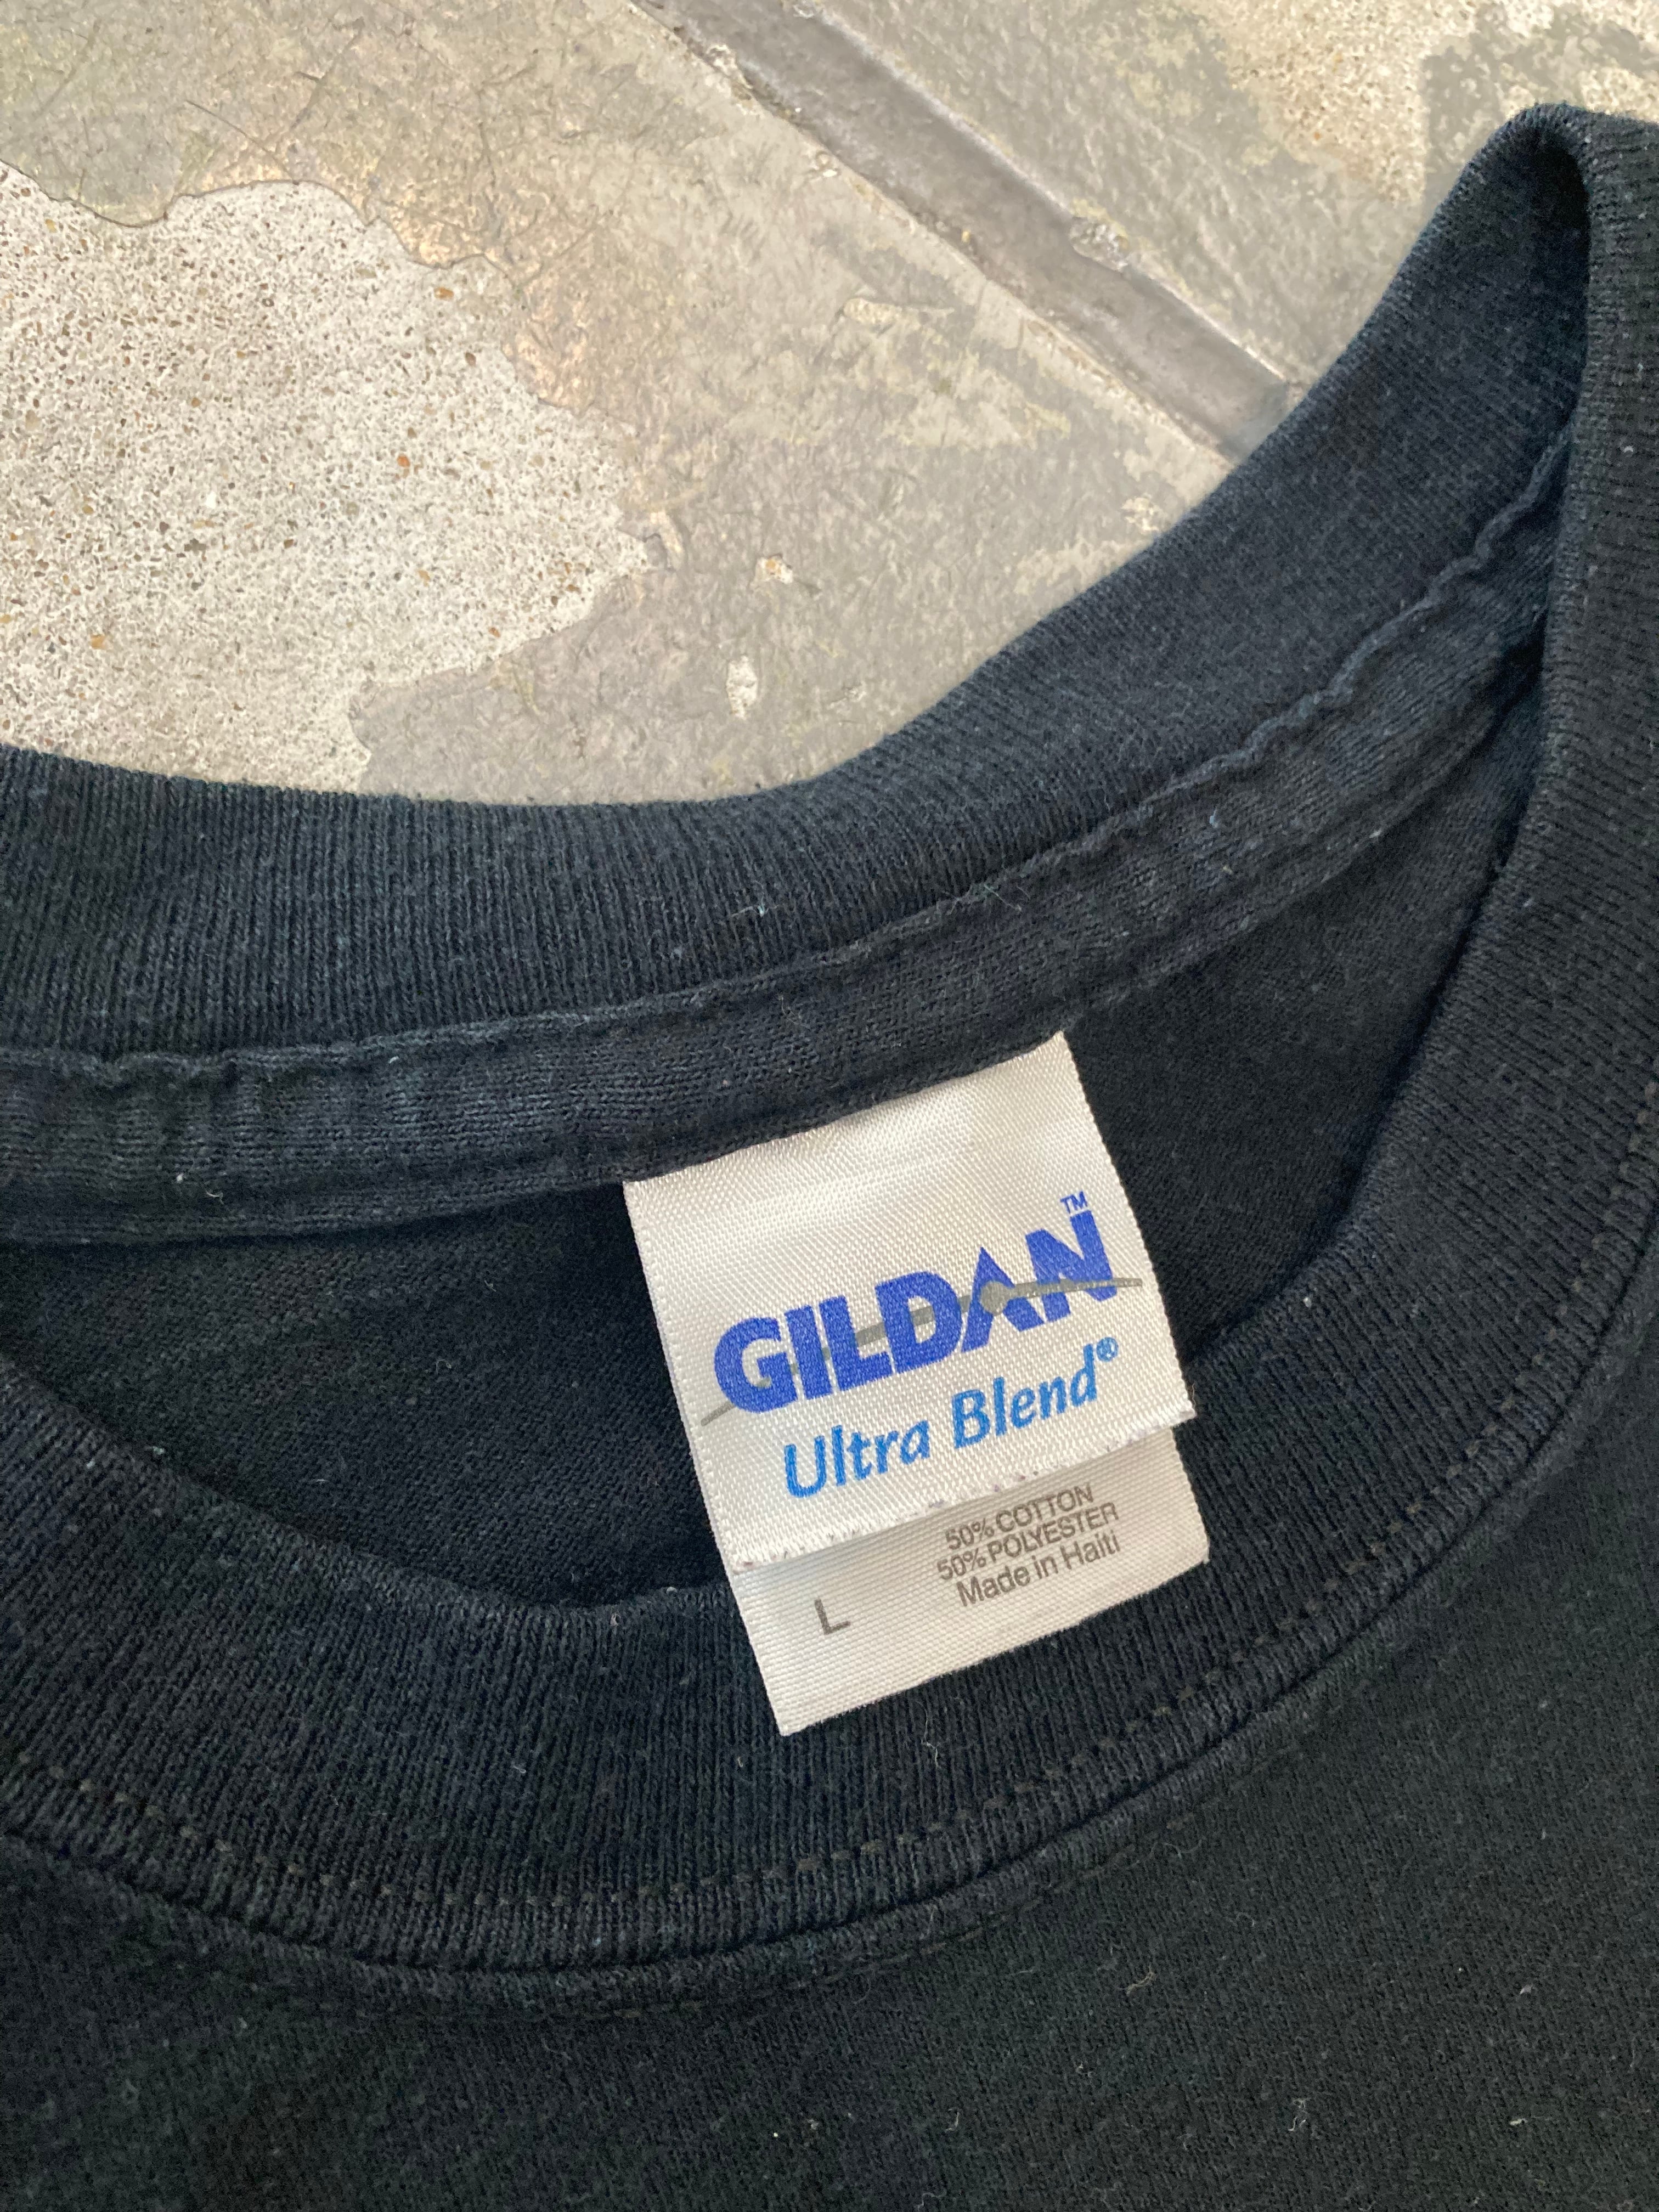 GILDAN™
Ultra Blend®
50% COTTON
50% POLYESTER
Made in Haiti
L